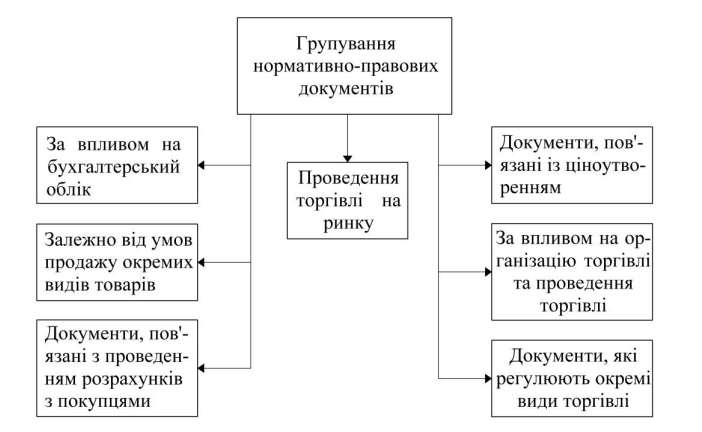 Групування
нормативно-правових
документів
За впливом на
бухгалтерський
облік
Залежно від умов
продажу окремих
видів товарів
Документи, пов'-
язані з проведен-
ням розрахунків
з покупцями
Проведення
торгівлі на
ринку
Документи, пов'-
язані із ціноутво-
ренням
За впливом на ор-
ганізацію торгівлі
та проведення
торгівлі
Документи, які
регулюють окремі
види торгівлі